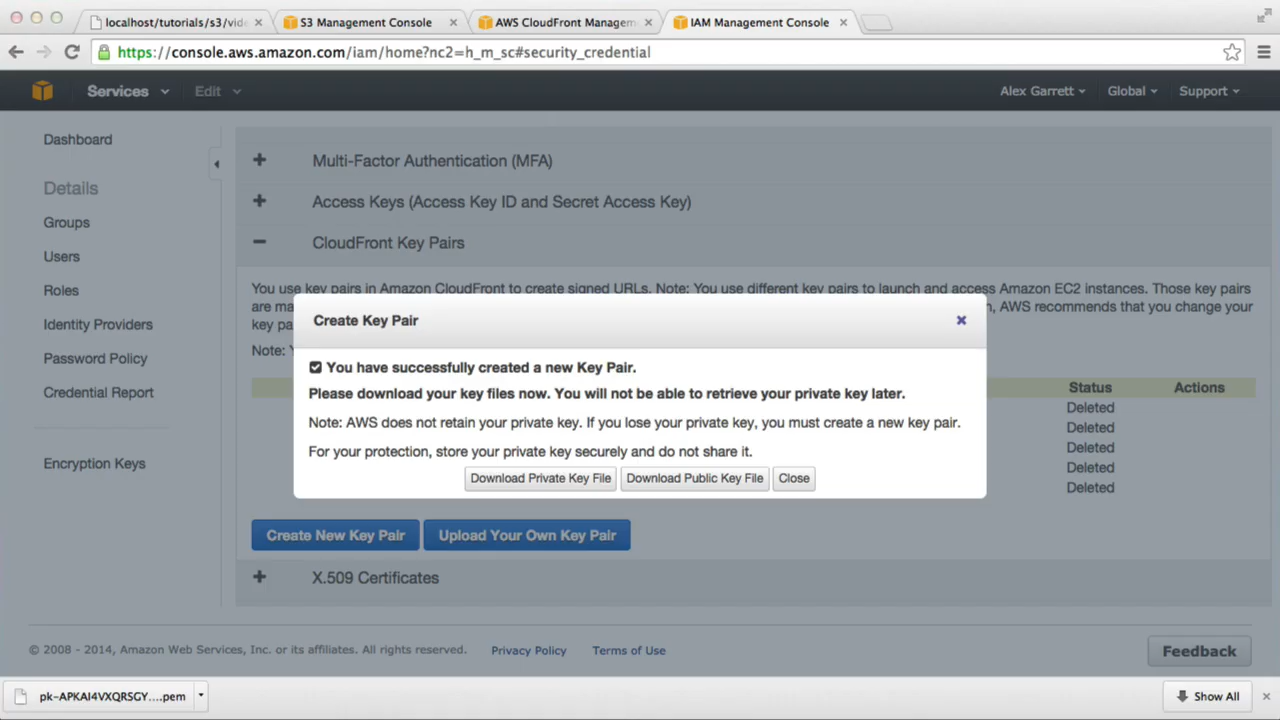 localhost/tutorials/s3/vide
S3 Management Console
AWS CloudFront Managem
IAM Management Console
https://console.aws.amazon.com/iam/home?nc2=h_m_sc#security_credential
Services
Edit
Alex Garrett
Global
Support
Dashboard
Details
Groups
Users
Roles
Identity Providers
Password Policy
Credential Report
Encryption Keys
Multi-Factor Authentication (MFA)
Access Keys (Access Key ID and Secret Access Key)
CloudFront Key Pairs
You use key pairs in Amazon CloudFront to create signed URLs. Note: You use different key pairs to launch and access Amazon EC2 instances. Those key pairs
are ma n, AWS recommends that you change your
key pa
Note: Y
Create Key Pair
You have successfully created a new Key Pair.
Please download your key files now. You will not be able to retrieve your private key later.
Note: AWS does not retain your private key. If you lose your private key, you must create a new key pair.
For your protection, store your private key securely and do not share it.
Download Private Key File
Download Public Key File
Close
Status
Actions
Deleted
Deleted
Deleted
Deleted
Deleted
Create New Key Pair
Upload Your Own Key Pair
X.509 Certificates
© 2008 - 2014, Amazon Web Services, Inc. or its affiliates. All rights reserved.
Privacy Policy
Terms of Use
Feedback
pk-APKAI4VXQRSGY....pem
Show All